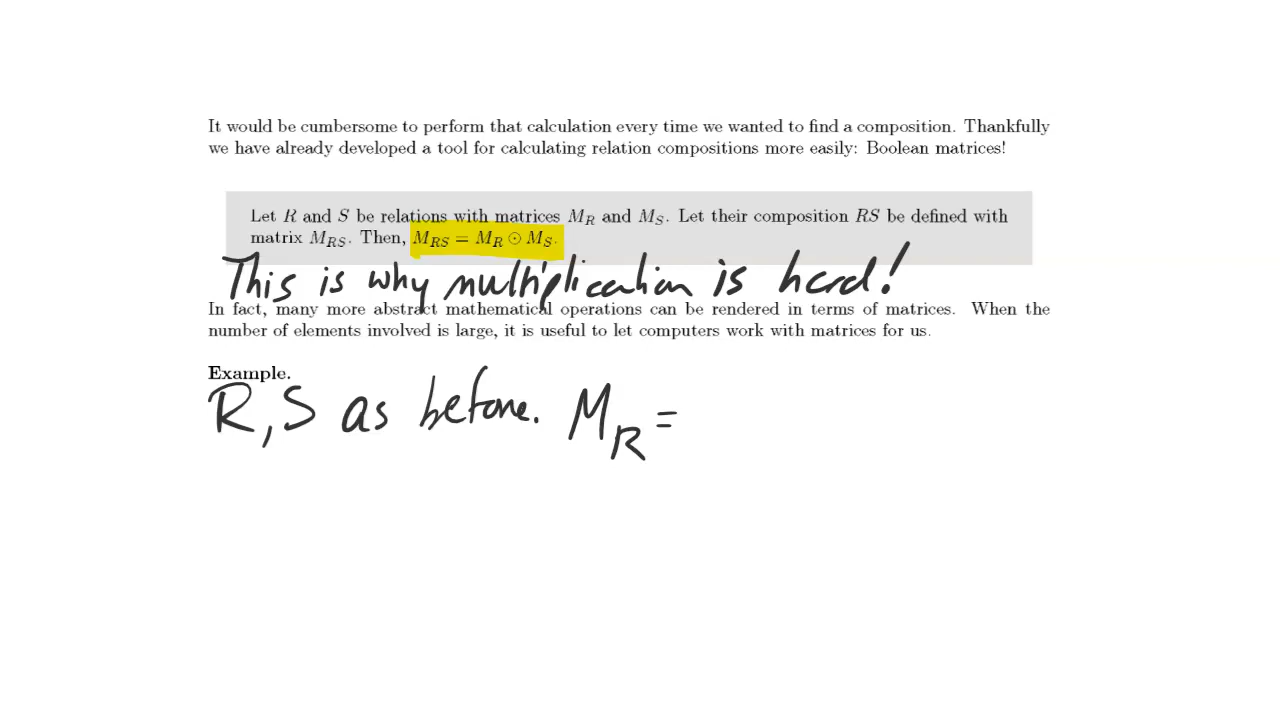 It would be cumbersome to perform that calculation every time we wanted to find a composition. Thankfully
we have already developed a tool for calculating relation compositions more easily: Boolean matrices!
Let R and S be relations with matrices M_R and M_S. Let their composition RS be defined with
matrix M_{RS}. Then, M_{RS} = M_R ⊙ M_S.
This is why multiplication is hard!
In fact, many more abstract mathematical operations can be rendered in terms of matrices. When the
number of elements involved is large, it is useful to let computers work with matrices for us.
Example.
R, S as before. M_R =